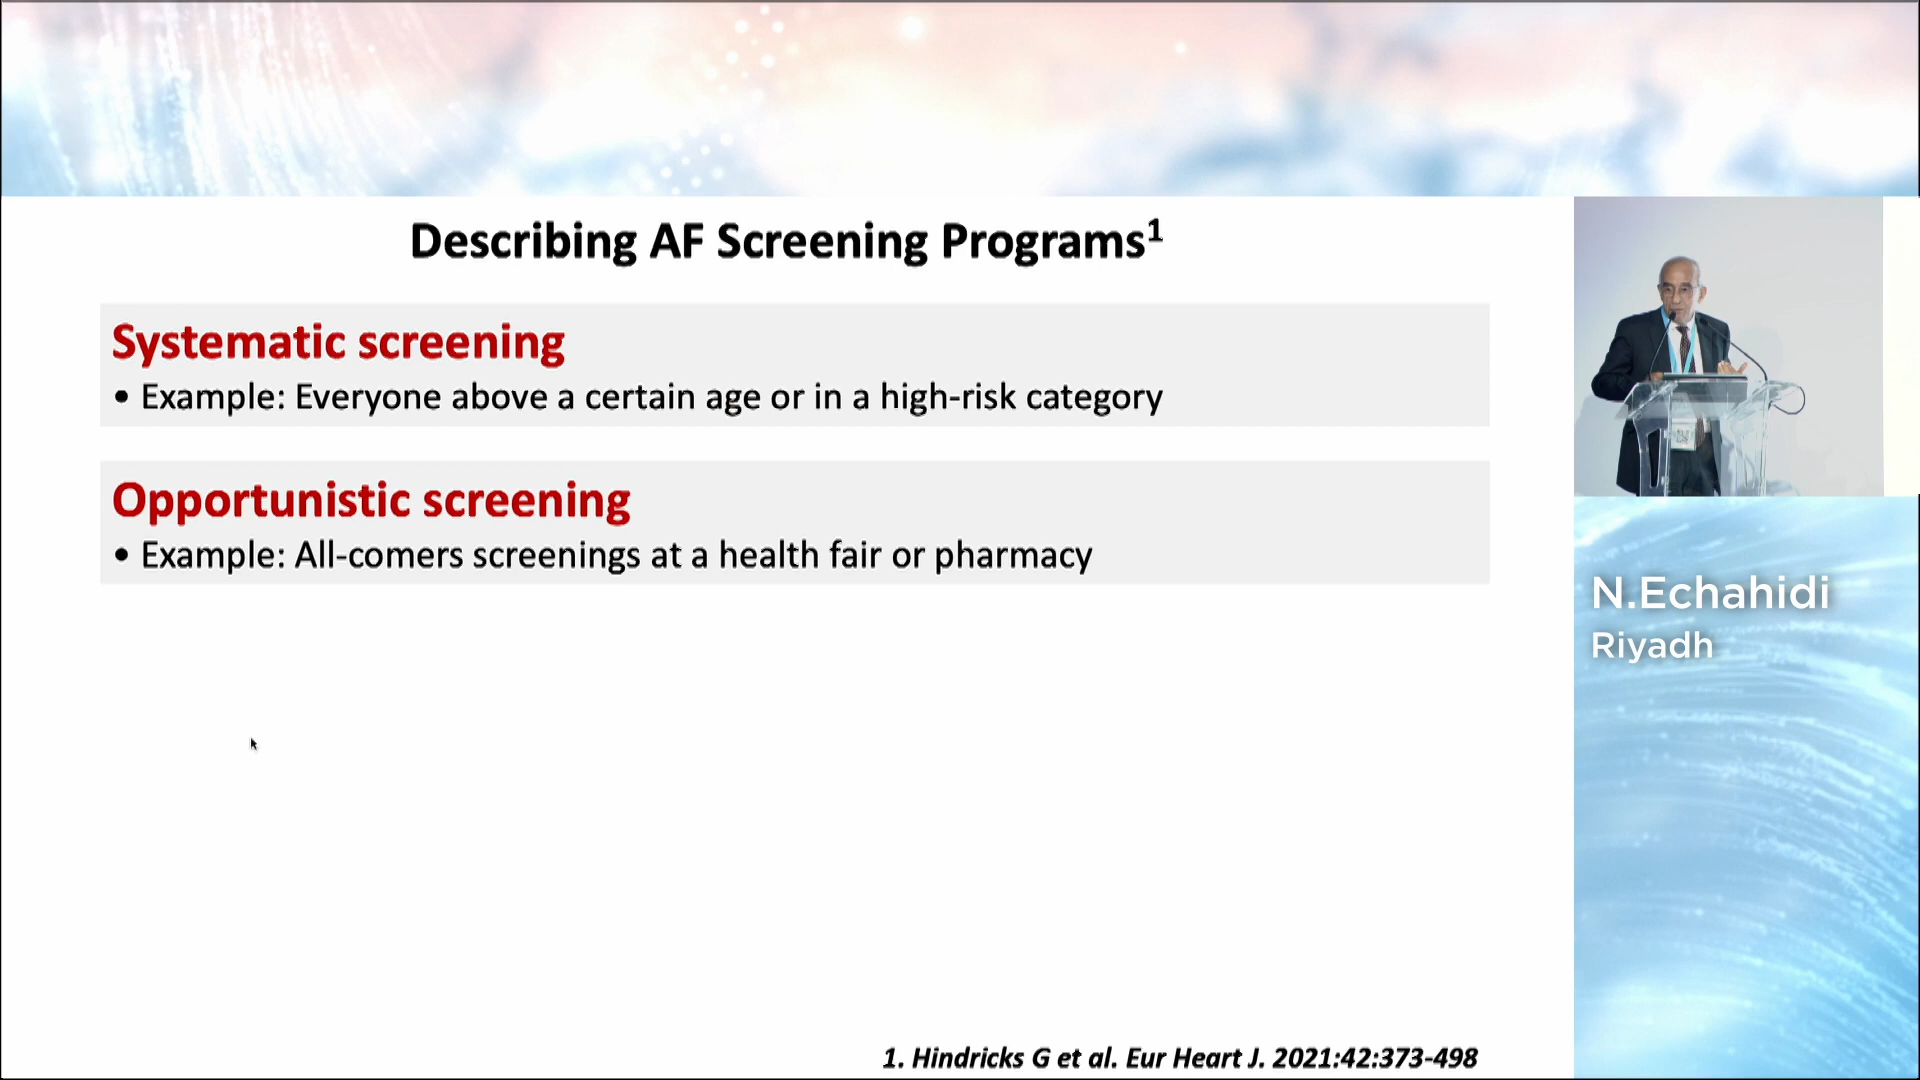 Describing AF Screening Programs¹
Systematic screening
• Example: Everyone above a certain age or in a high-risk category
Opportunistic screening
• Example: All-comers screenings at a health fair or pharmacy
1. Hindricks G et al. Eur Heart J. 2021:42:373-498
N.Echahidi
Riyadh